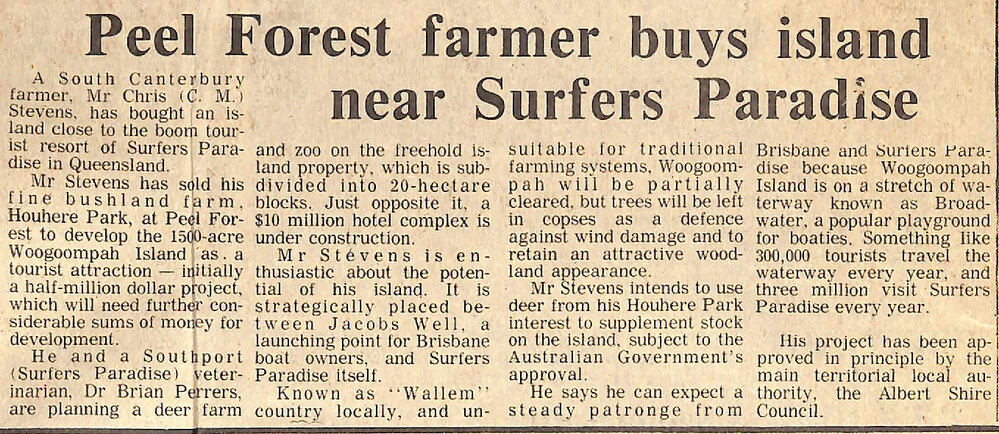 Peel Forest farmer buys island
near Surfers Paradise
A South Canterbury
farmer, Mr Chris (C. M.)
Stevens, has bought an is-
land close to the boom tour-
ist resort of Surfers Para-
dise in Queensland.
Mr Stevens has sold his
fine bushland farm,
Houhere Park, at Peel For-
est to develop the 1500-acre
Woogoompah Island as a
tourist attraction — initially
a half-million dollar project,
which will need further con-
siderable sums of money for
development.
He and a Southport
(Surfers Paradise) veter-
inarian, Dr Brian Perrers,
are planning a deer farm
and zoo on the freehold is-
land property, which is sub-
divided into 20-hectare
blocks. Just opposite it, a
$10 million hotel complex is
under construction.
Mr Stevens is en-
thusiastic about the poten-
tial of his island. It is
strategically placed be-
tween Jacobs Well, a
launching point for Brisbane
boat owners, and Surfers
Paradise itself.
Known as "Wallem"
country locally, and un-
suitable for traditional
farming systems, Woogoom-
pah will be partially
cleared, but trees will be left
in copses as a defence
against wind damage and to
retain an attractive wood-
land appearance.
Mr Stevens intends to use
deer from his Houhere Park
interest to supplement stock
on the island, subject to the
Australian Government's
approval.
He says he can expect a
steady patronge from
Brisbane and Surfers Para-
dise because Woogoompah
Island is on a stretch of wa-
terway known as Broad-
water, a popular playground
for boaties. Something like
300,000 tourists travel the
waterway every year, and
three million visit Surfers
Paradise every year.
His project has been ap-
proved in principle by the
main territorial local au-
thority, the Albert Shire
Council.